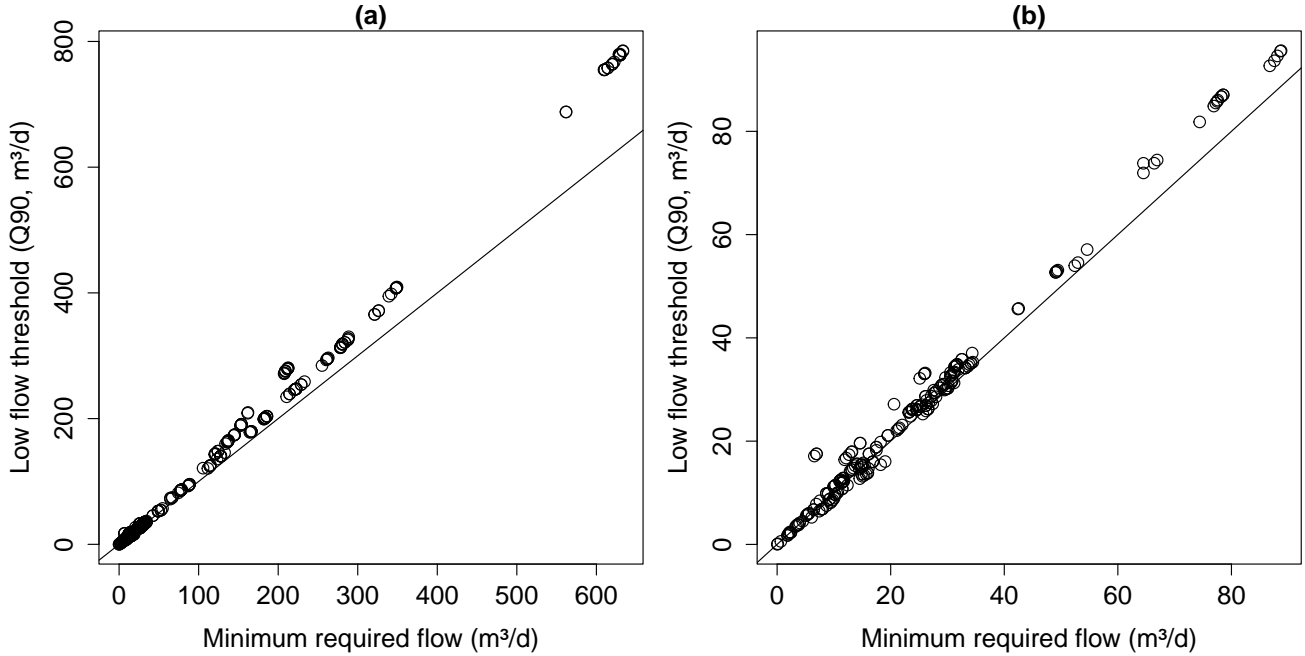 (a)
Low flow threshold (Q90, m³/d)
800
600
400
200
0
0 100 200 300 400 500 600
Minimum required flow (m³/d)
(b)
Low flow threshold (Q90, m³/d)
80
60
40
20
0
0 20 40 60 80
Minimum required flow (m³/d)